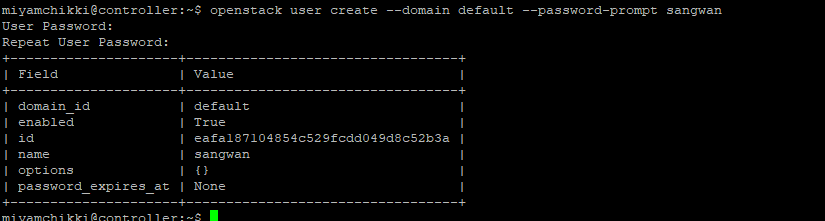 miyamchikki@controller:~$ openstack user create --domain default --password-prompt sangwan
User Password:
Repeat User Password:
+---------------------+----------------------------------+
| Field               | Value                            |
+---------------------+----------------------------------+
| domain_id           | default                          |
| enabled             | True                             |
| id                  | eafa187104854c529fcdd049d8c52b3a |
| name                | sangwan                          |
| options             | {}                               |
| password_expires_at | None                             |
+---------------------+----------------------------------+
miyamchikki@controller:~$